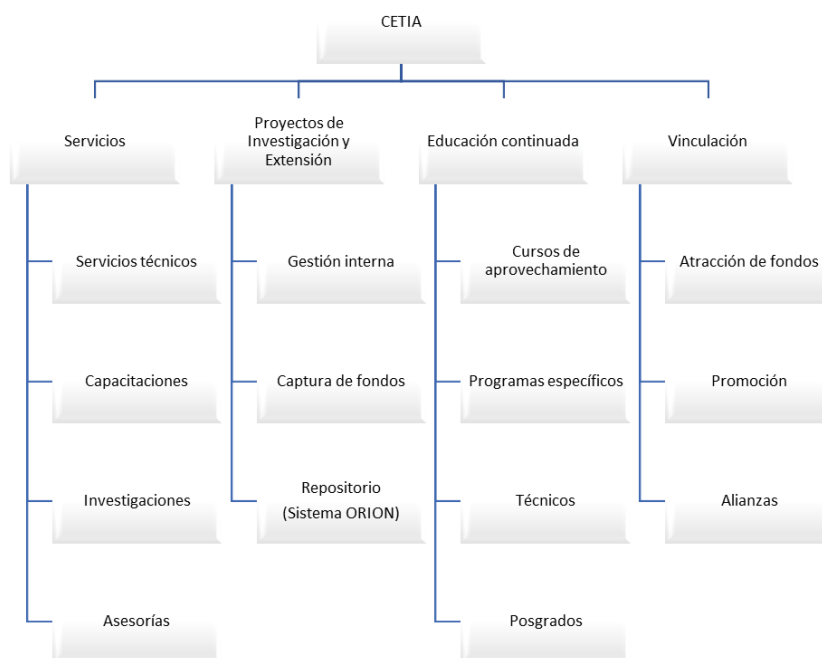 CETIA
Servicios
Proyectos de
Investigación y
Extensión
Educación continuada
Vinculación
Servicios técnicos
Gestión interna
Cursos de
aprovechamiento
Atracción de fondos
Capacitaciones
Captura de fondos
Programas específicos
Promoción
Investigaciones
Repositorio
(Sistema ORION)
Técnicos
Alianzas
Asesorías
Posgrados